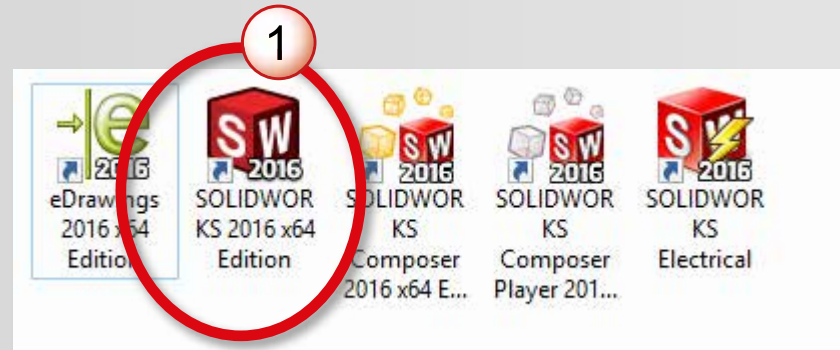 1
e
2016
eDrawings
2016 x64
Edition
SW
2016
SOLIDWOR
KS 2016 x64
Edition
SW
2016
SOLIDWOR
KS
Composer
2016 x64 E...
SW
2016
SOLIDWOR
KS
Composer
Player 201...
SW
2016
SOLIDWOR
KS
Electrical